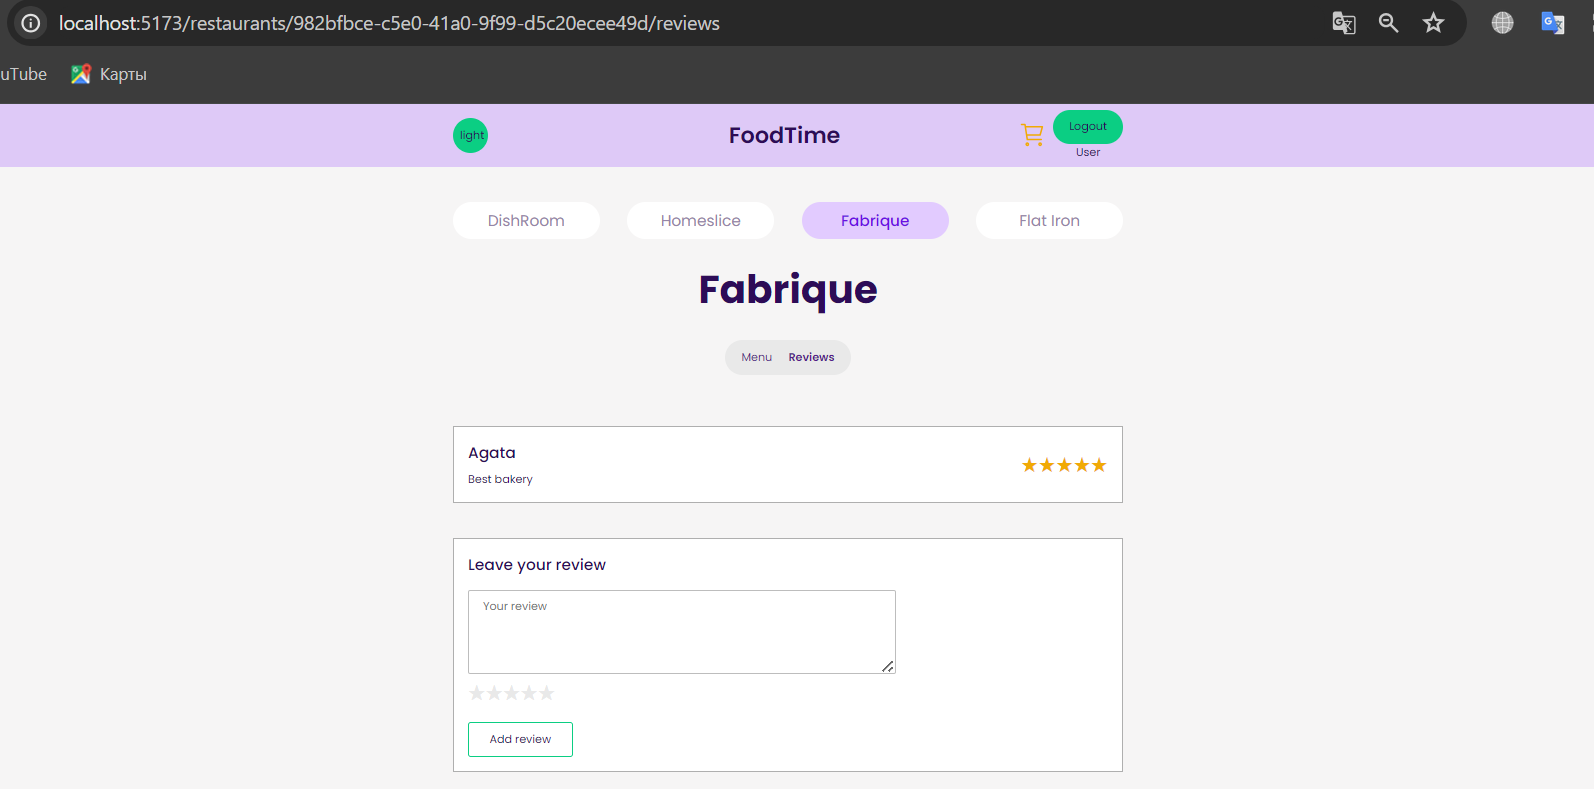 localhost:5173/restaurants/982bfbce-c5e0-41a0-9f99-d5c20ecee49d/reviews
uTube Карты
light FoodTime Logout
User
DishRoom Homeslice Fabrique Flat Iron
Fabrique
Menu Reviews
Agata
Best bakery
Leave your review
Your review
Add review